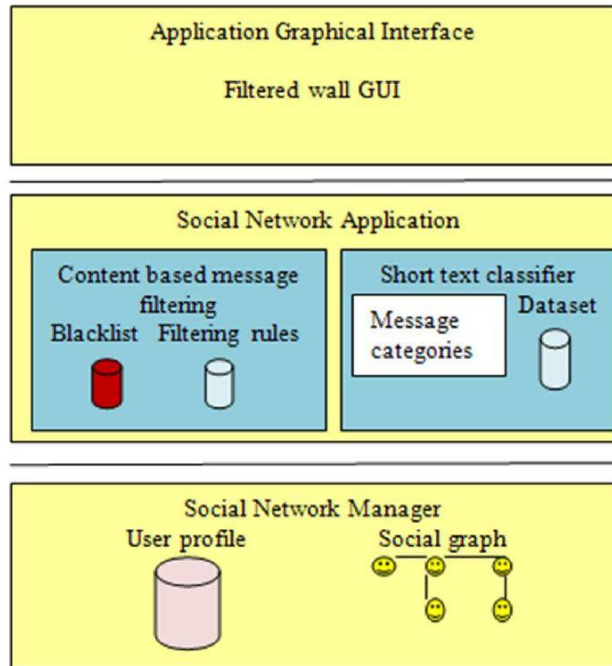 Application Graphical Interface
Filtered wall GUI
Social Network Application
Content based message
filtering
Blacklist
Filtering rules
Short text classifier
Dataset
Message
categories
Social Network Manager
User profile
Social graph